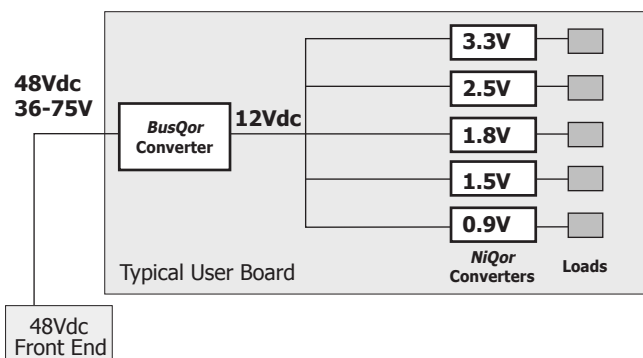 48Vdc
36-75V
BusQor
Converter
12Vdc
3.3V
2.5V
1.8V
1.5V
0.9V
NiQor
Converters
Loads
Typical User Board
48Vdc
Front End